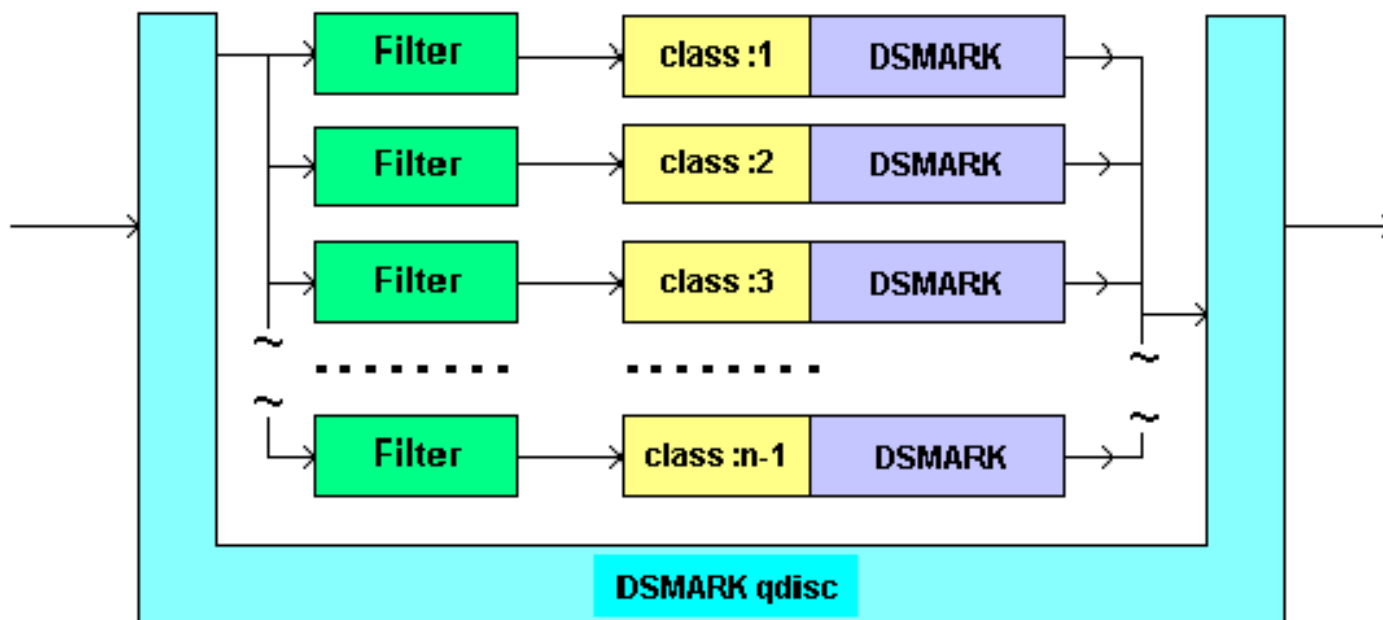 Filter class :1 DSMARK
Filter class :2 DSMARK
Filter class :3 DSMARK
Filter class :n-1 DSMARK
DSMARK qdisc